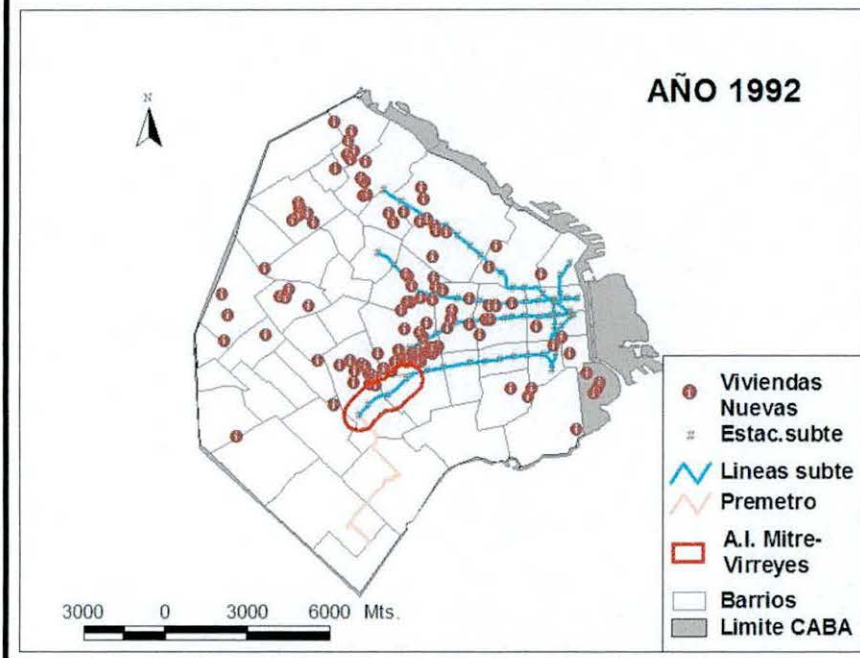 AÑO 1992
N
Viviendas
Nuevas
Estac.subte
Lineas subte
Premetro
A.I. Mitre-
Virreyes
Barrios
Limite CABA
3000 0 3000 6000 Mts.